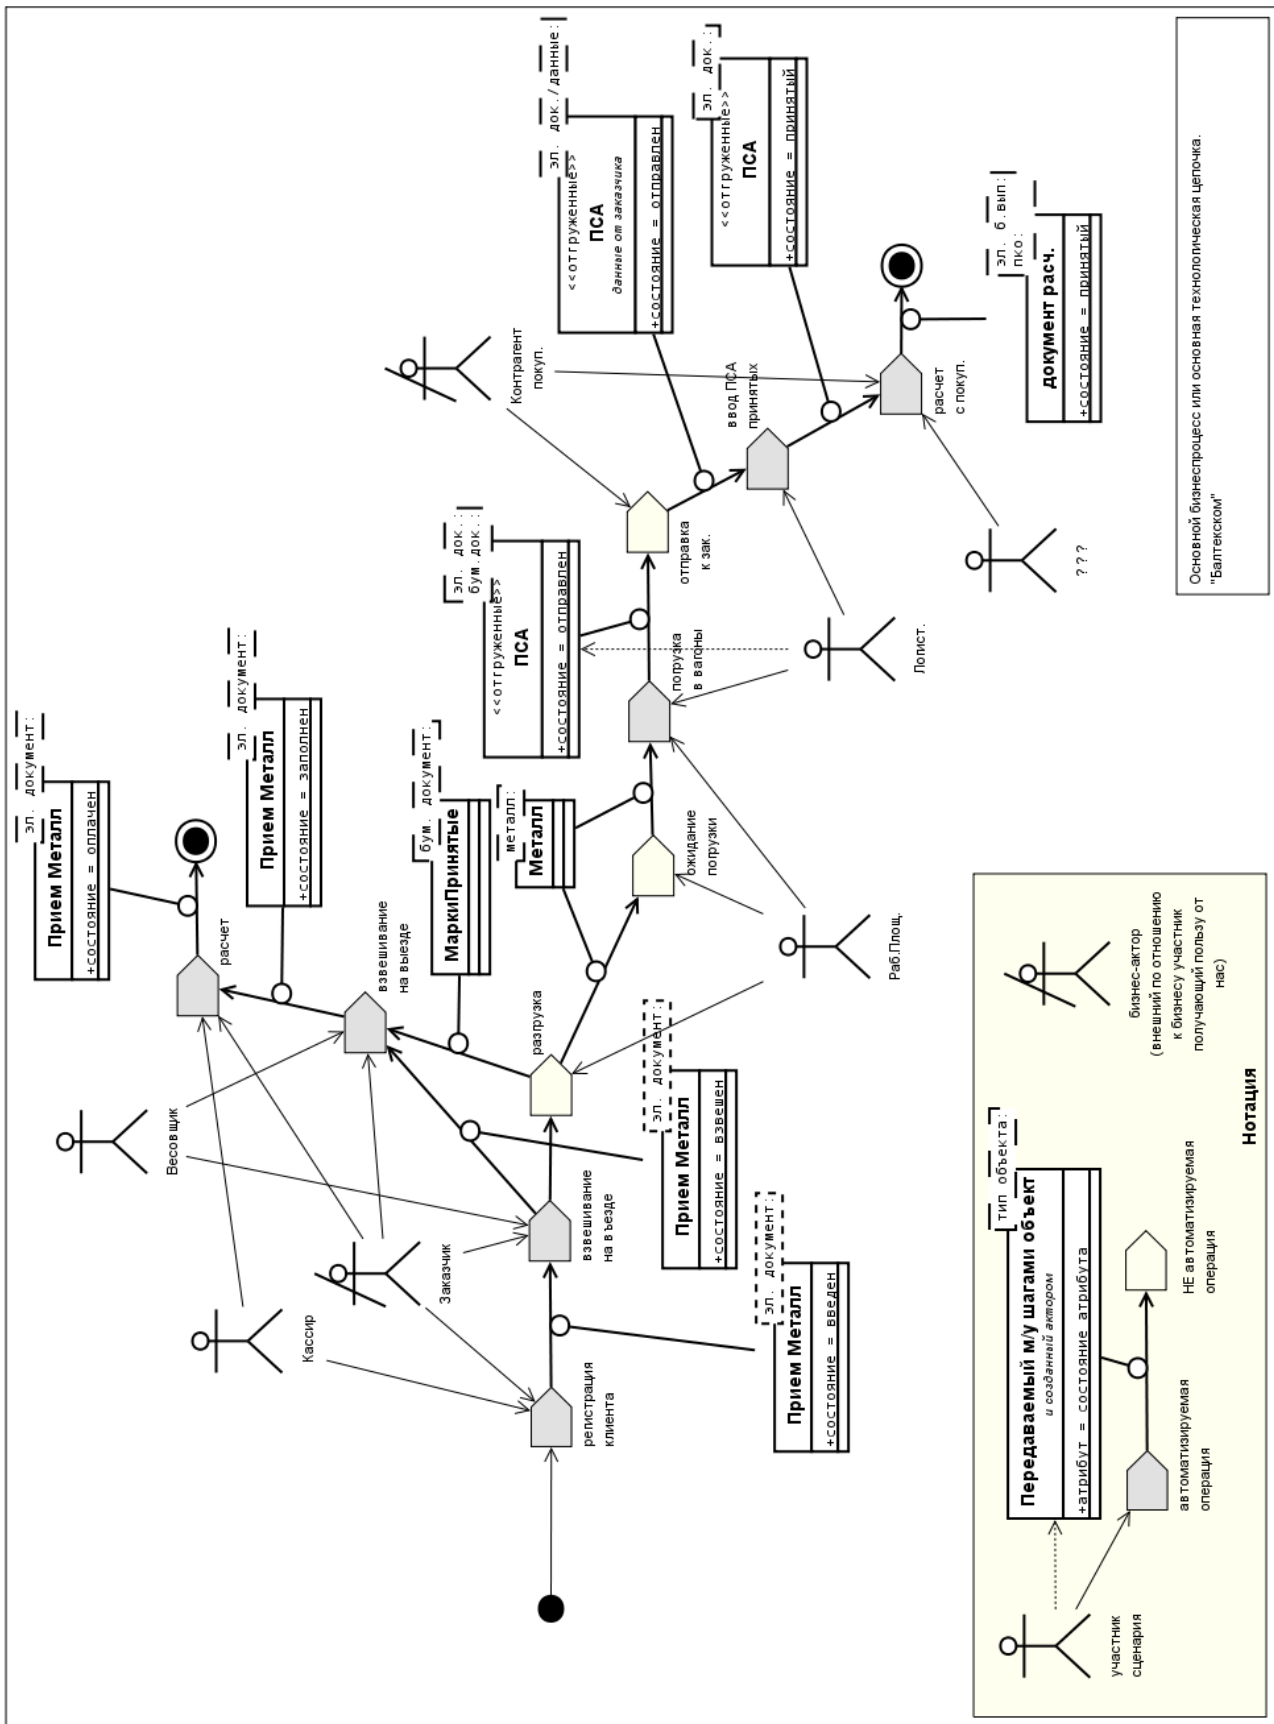 эл. документ:
Прием Металл
+состояние = оплачен
эл. документ:
Прием Металл
+состояние = заполнен
расчет
взвешивание
на выезде
Весовщик
Кассир
Заказчик
бум. документ:
МаркиПринятые
металл:
Металл
разгрузка
взвешивание
на въезде
регистрация
клиента
эл. документ:
Прием Металл
+состояние = взвешен
эл. документ:
Прием Металл
+состояние = введен
ожидание
погрузки
Раб.Площ.
эл. док.:
бум.док.:
<<отгруженные>>
ПСА
+состояние = отправлен
погрузка
в вагоны
Логист.
отправка
к зак.
Контрагент
покуп.
эл. док./данные:
<<отгруженные>>
ПСА
данные от заказчика
+состояние = отправлен
ввод ПСА
принятых
эл. док.:
<<отгруженные>>
ПСА
+состояние = принятый
расчет
с покуп.
???
эл. б.вып:
пко:
документ расч.
+состояние = принятый
Основной бизнеспроцесс или основная технологическая цепочка.
"Балтекском"
участник
сценария
тип объекта:
Передаваемый м/у шагами объект
и созданный актором
+атрибут = состояние атрибута
автоматизируемая
операция
НЕ автоматизируемая
операция
бизнес-актор
(внешний по отношению
к бизнесу участник
получающий пользу от
нас)
Нотация